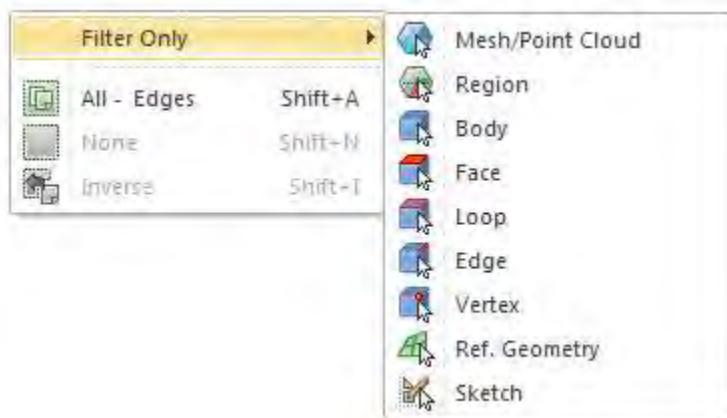 Filter Only
All - Edges Shift+A
None Shift+N
Inverse Shift+I
Mesh/Point Cloud
Region
Body
Face
Loop
Edge
Vertex
Ref. Geometry
Sketch